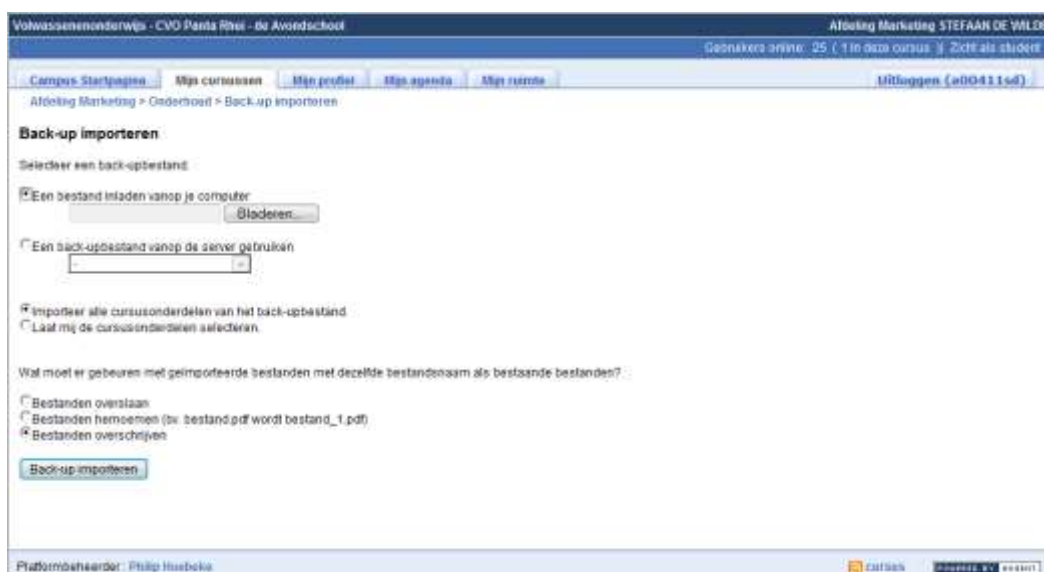 Volwassenenonderwijs - CVO Panta Rhei - de Avondschool
Afdeling Marketing STEFAAN DE WILDE
Gebruikers online: 25 ( 1 in deze cursus ) | Zicht als student
Campus Startpagina Mijn cursussen Mijn profiel Mijn agenda Mijn ruimte Uitloggen (a00411sd)
Afdeling Marketing > Onderhoud > Back-up importeren
Back-up importeren
Selecteer een back-upbestand.
Een bestand inladen vanop je computer
Bladeren...
Een back-upbestand vanop de server gebruiken
-
Importeer alle cursusonderdelen van het back-upbestand.
Laat mij de cursusonderdelen selecteren.
Wat moet er gebeuren met geïmporteerde bestanden met dezelfde bestandsnaam als bestaande bestanden?
Bestanden overslaan
Bestanden hernoemen (bv. bestand.pdf wordt bestand_1.pdf)
Bestanden overschrijven
Back-up importeren
Platformbeheerder: Philip
cursus POWERED BY